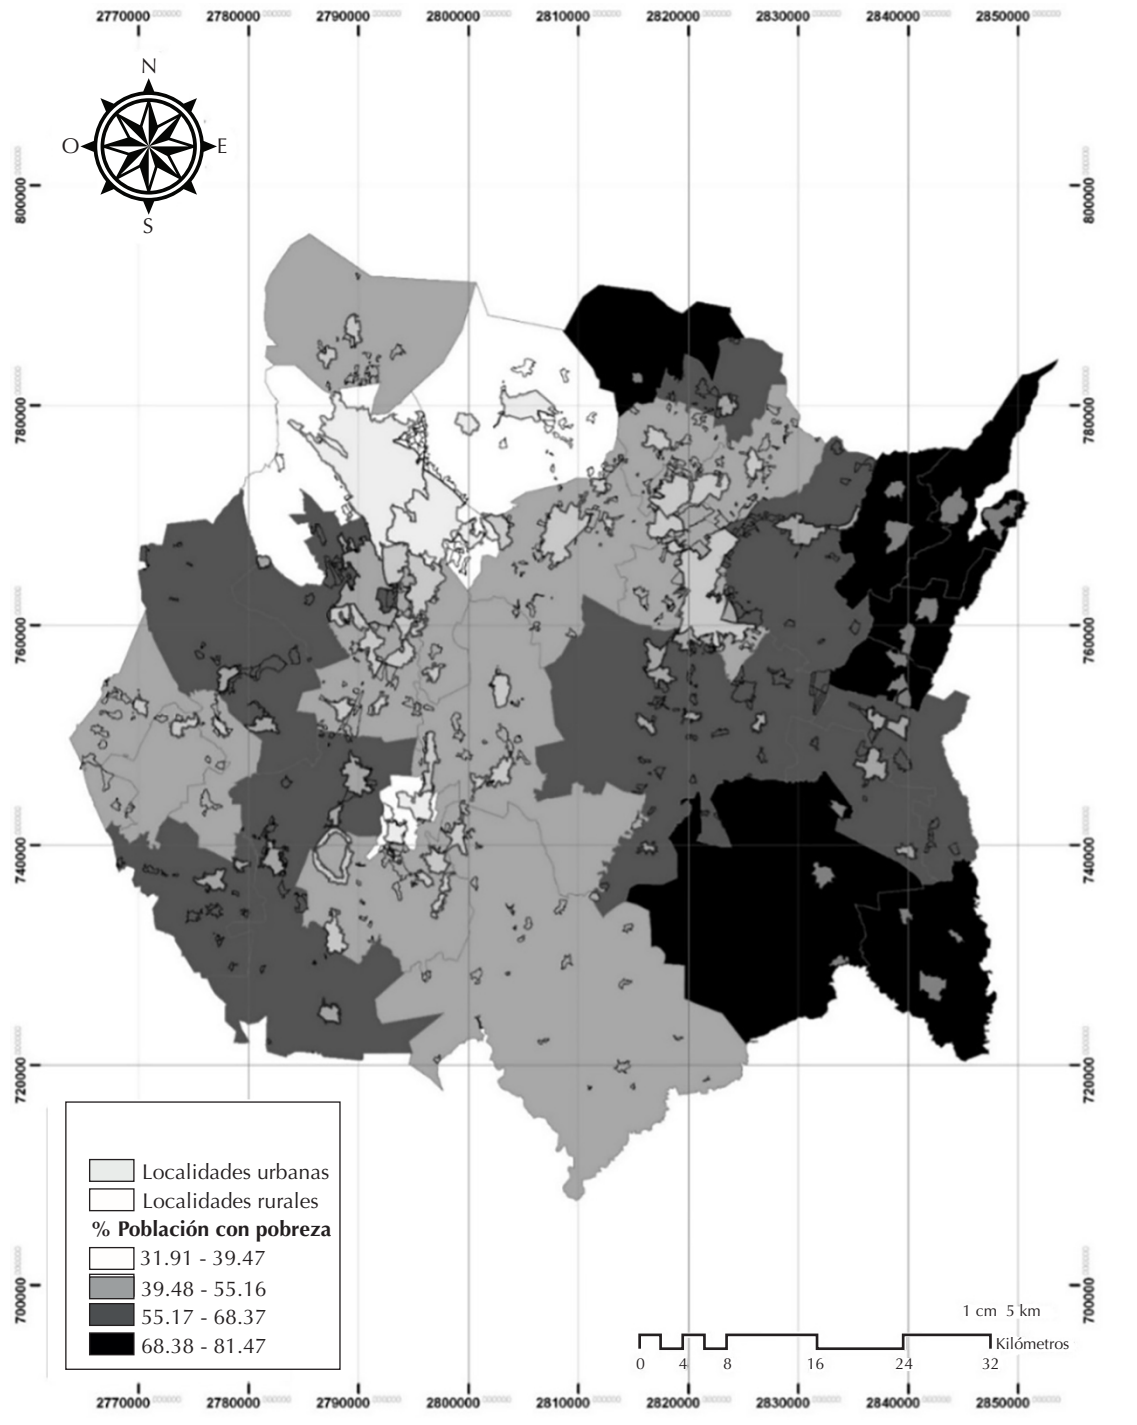 2770000 2780000 2790000 2800000 2810000 2820000 2830000 2840000 2850000
N
O E
S
800000 800000
780000 780000
760000 760000
740000 740000
720000 720000
700000 700000
Localidades urbanas
Localidades rurales
% Población con pobreza
31.91 - 39.47
39.48 - 55.16
55.17 - 68.37
68.38 - 81.47
1 cm 5 km
Kilómetros
0 4 8 16 24 32
2770000 2780000 2790000 2800000 2810000 2820000 2830000 2840000 2850000